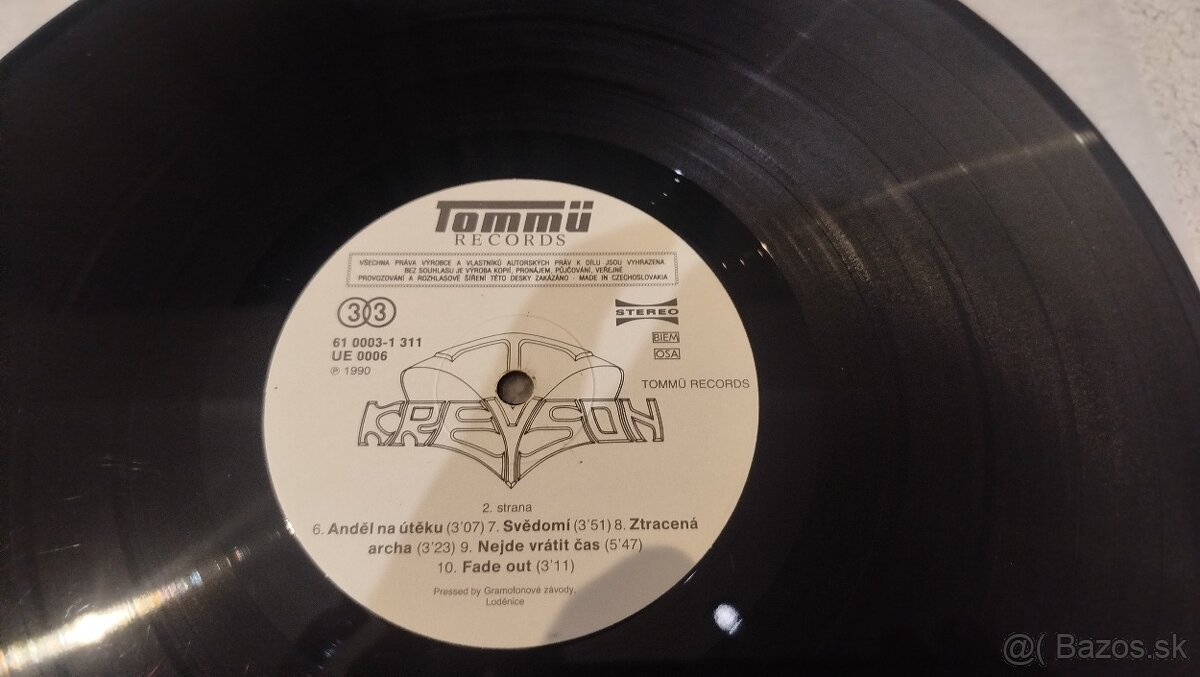 Tommü
RECORDS
VŠECHNA PRÁVA VÝROBCE A VLASTNÍKŮ AUTORSKÝCH PRÁV K DÍLU JSOU VYHRAZENA.
BEZ SOUHLASU JE VÝROBA KOPIÍ, PRONÁJEM, PŮJČOVÁNÍ, VEŘEJNÉ
PROVOZOVÁNÍ A ROZHLASOVÉ ŠÍŘENÍ TÉTO DESKY ZAKÁZÁNO · MADE IN CZECHOSLOVAKIA
33
STEREO
61 0003-1 311
UE 0006
℗ 1990
BIEM
OSA
TOMMÜ RECORDS
KREYSON
2. strana
6. Anděl na útěku (3'07) 7. Svědomí (3'51) 8. Ztracená
archa (3'23) 9. Nejde vrátit čas (5'47)
10. Fade out (3'11)
Pressed by Gramofonové závody,
Loděnice
@( Bazos.sk